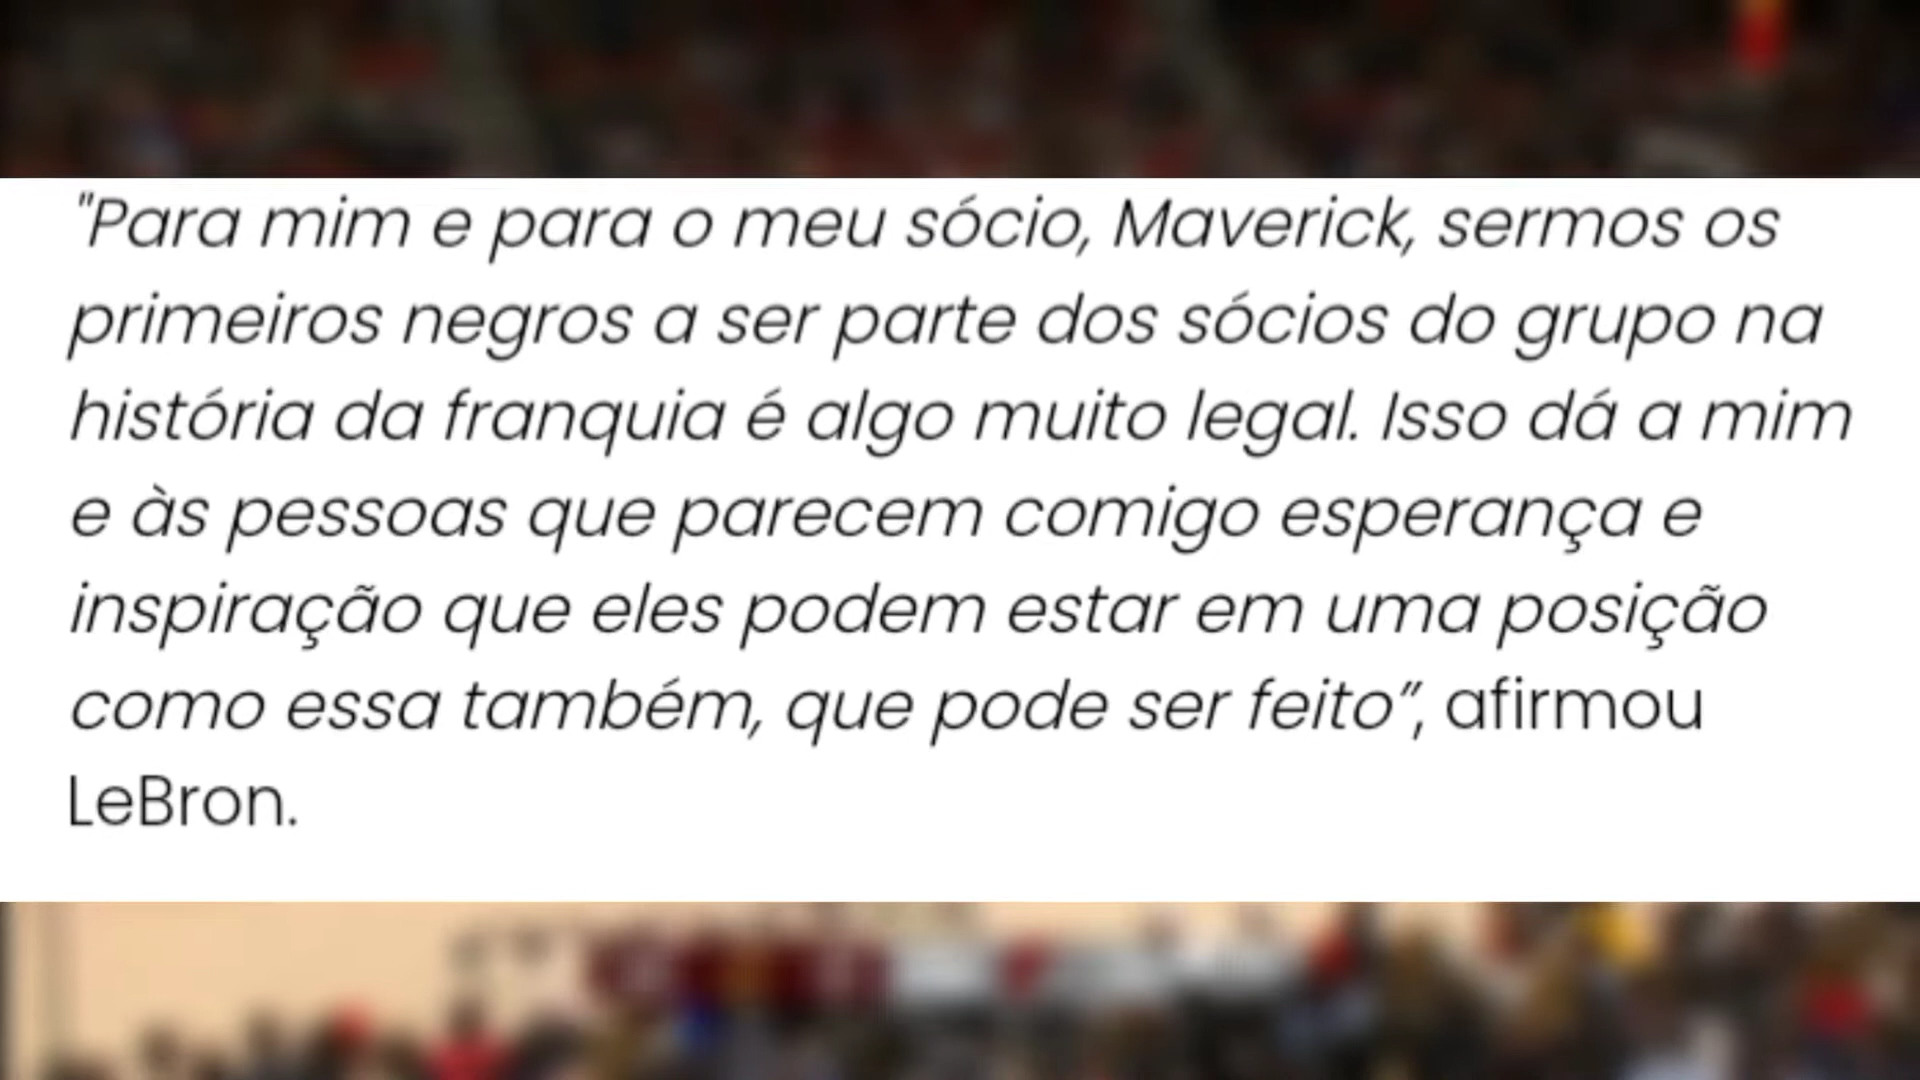 "Para mim e para o meu sócio, Maverick, sermos os
primeiros negros a ser parte dos sócios do grupo na
história da franquia é algo muito legal. Isso dá a mim
e às pessoas que parecem comigo esperança e
inspiração que eles podem estar em uma posição
como essa também, que pode ser feito”, afirmou
LeBron.